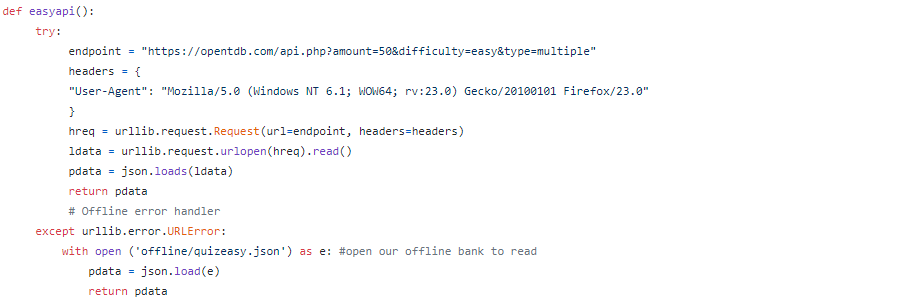 def easyapi():
    try:
        endpoint = "https://opentdb.com/api.php?amount=50&difficulty=easy&type=multiple"
        headers = {
        "User-Agent": "Mozilla/5.0 (Windows NT 6.1; WOW64; rv:23.0) Gecko/20100101 Firefox/23.0"
        }
        hreq = urllib.request.Request(url=endpoint, headers=headers)
        ldata = urllib.request.urlopen(hreq).read()
        pdata = json.loads(ldata)
        return pdata
        # Offline error handler
    except urllib.error.URLError:
        with open ('offline/quizeasy.json') as e: #open our offline bank to read
            pdata = json.load(e)
            return pdata